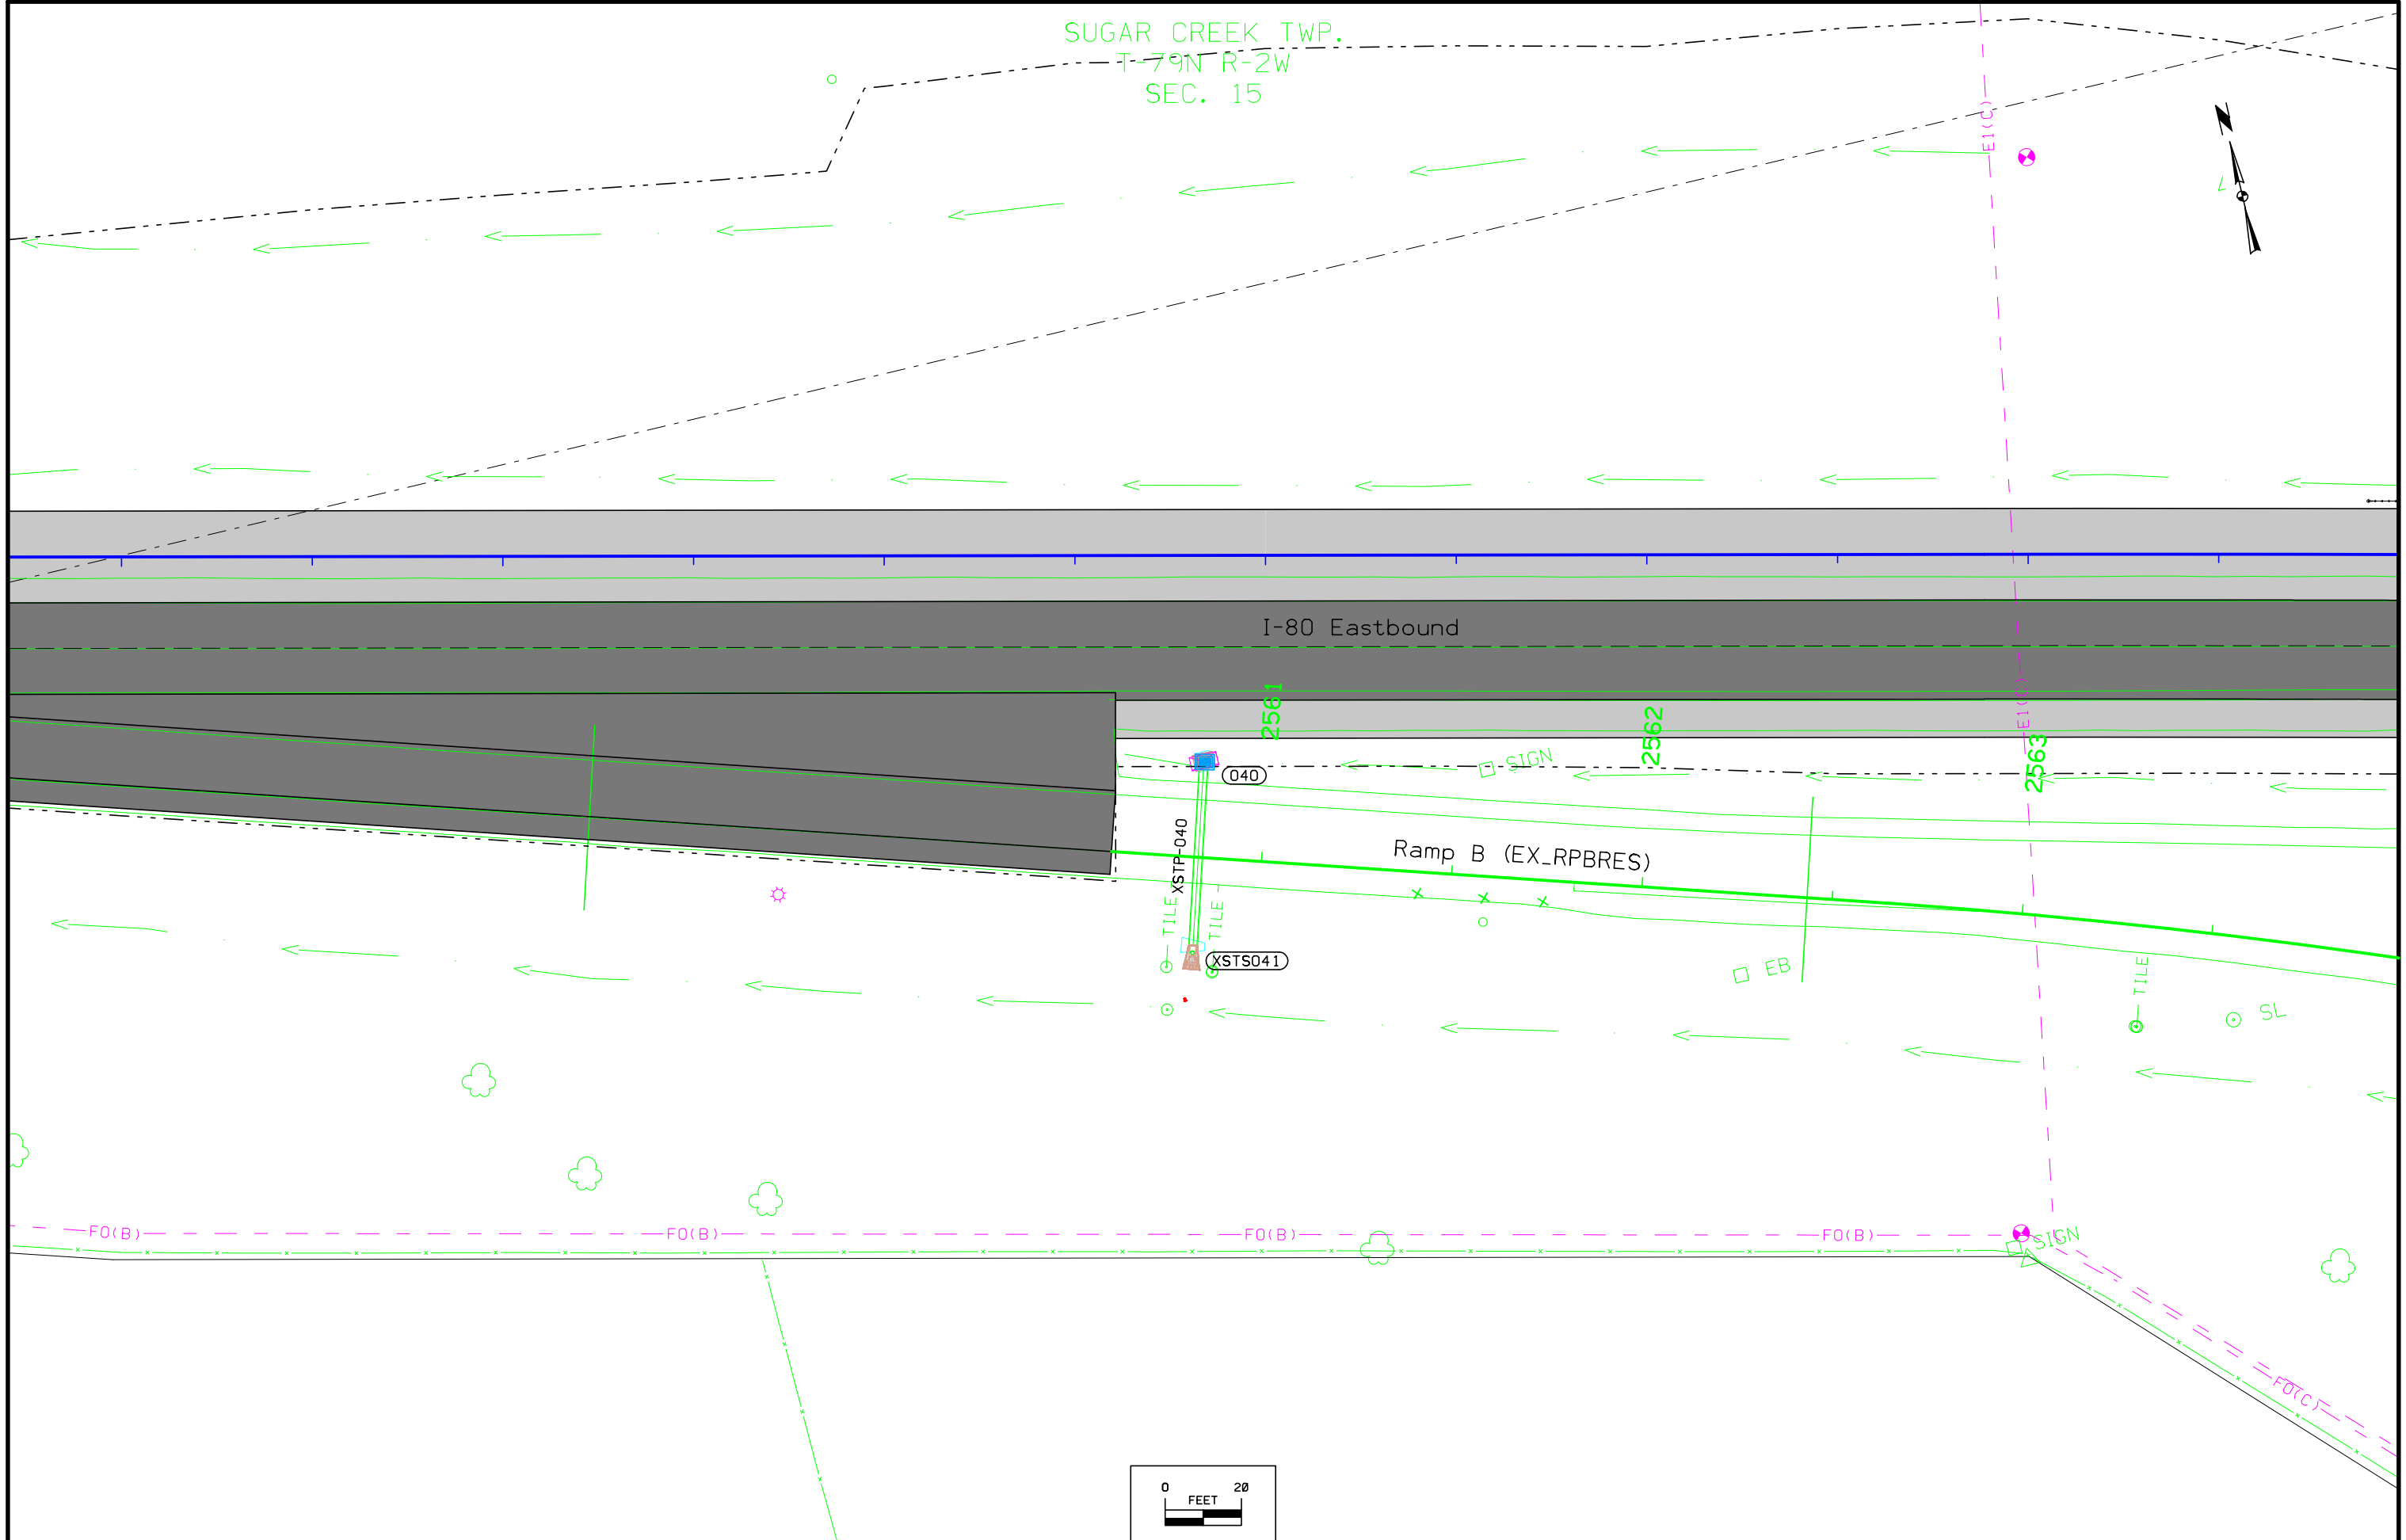 SUGAR CREEK TWP.
T-79N R-2W
SEC. 15
E1(C)
N
I-80 Eastbound
E1(C)
2561
2562
2563
040
SIGN
XSTP-040
Ramp B (EX_RPBRES)
TILE
TILE
XSTS041
EB
TILE
SL
FO(B)
FO(B)
FO(B)
FO(B)
SIGN
FO(C)
0 20
FEET